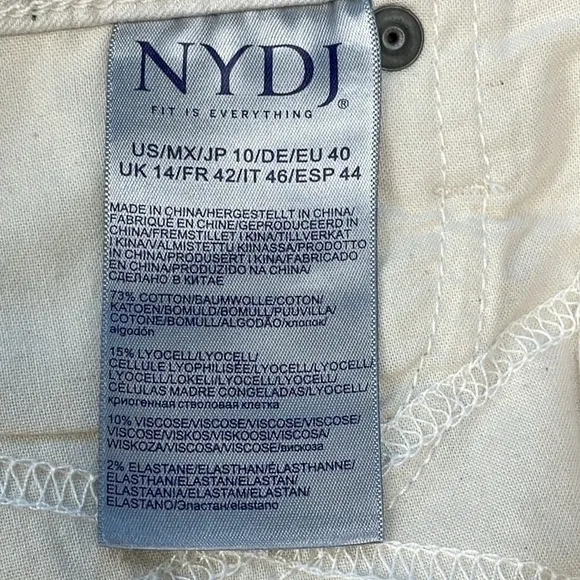 NYDJ®
FIT IS EVERYTHING
US/MX/JP 10/DE/EU 40
UK 14/FR 42/IT 46/ESP 44
MADE IN CHINA/HERGESTELLT IN CHINA/
FABRIQUÉ EN CHINE/GEPRODUCEERD IN
CHINA/FREMSTILLET I KINA/TILLVERKAT
I KINA/VALMISTETTU KIINASSA/PRODOTTO
IN CHINA/PRODUSERT I KINA/FABRICADO
EN CHINA/PRODUZIDO NA CHINA/
СДЕЛАНО В КИТАЕ
73% COTTON/BAUMWOLLE/COTON/
KATOEN/BOMULD/BOMULL/PUUVILLA/
COTONE/BOMULL/ALGODÃO/хлопок/
algodón
15% LYOCELL/LYOCELL/
CELLULE LYOPHILISÉE/LYOCELL/LYOCELL/
LYOCELL/LOKELI/LYOCELL/LYOCELL/
CÉLULAS MADRE CONGELADAS/LYOCELL/
криогенная стволовая клетка
10% VISCOSE/VISCOSE/VISCOSE/VISCOSE/
VISCOSE/VISKOS/VISKOOSI/VISCOSA/
WISKOZA/VISCOSA/VISCOSE/вискоза
2% ELASTANE/ELASTHAN/ÉLASTHANNE/
ELASTHAN/ELASTAN/ELASTAN/
ELASTAANIA/ELASTAM/ELASTAN/
ELASTANO/Эластан/elastano